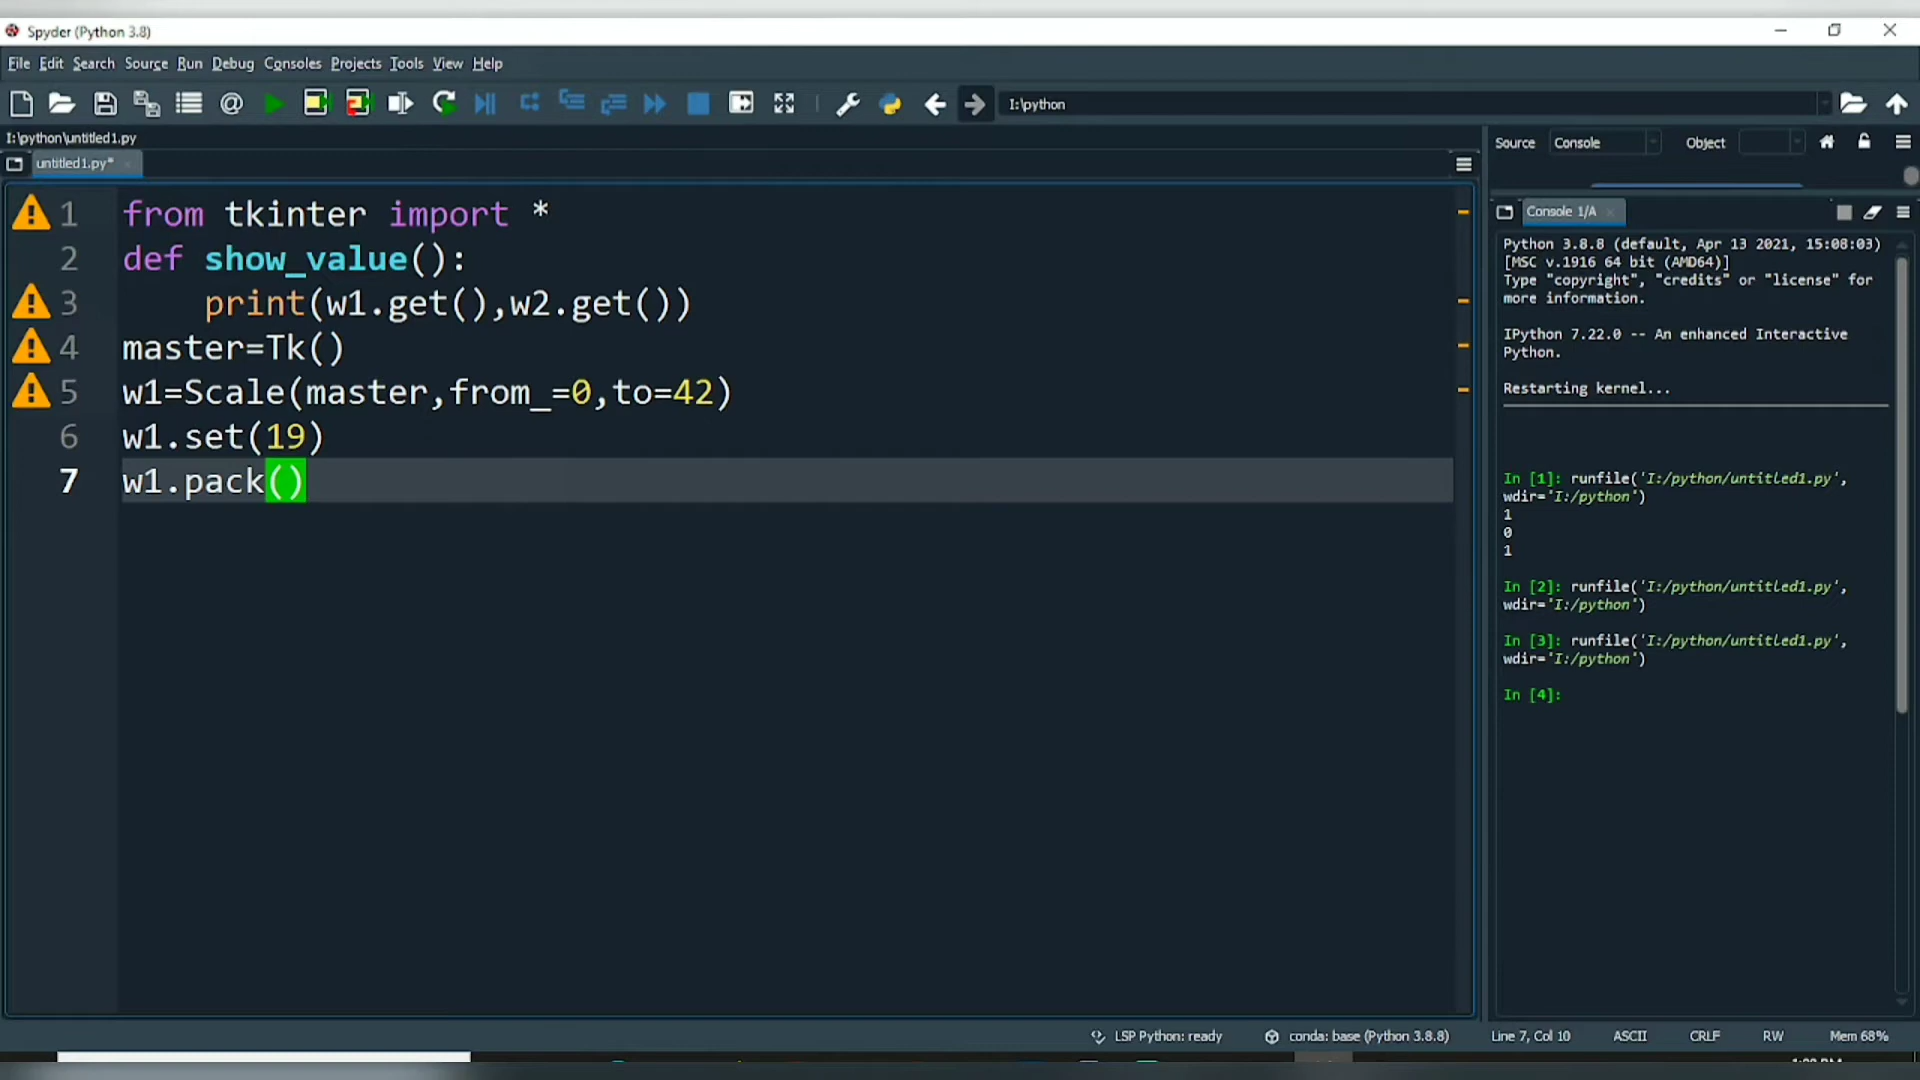 Spyder (Python 3.8)
File Edit Search Source Run Debug Consoles Projects Tools View Help
I:\python
I:\python\untitled1.py
untitled1.py*
1 from tkinter import *
2 def show_value():
3 print(w1.get(),w2.get())
4 master=Tk()
5 w1=Scale(master,from_=0,to=42)
6 w1.set(19)
7 w1.pack()
Source Console Object
Console 1/A
Python 3.8.8 (default, Apr 13 2021, 15:08:03)
[MSC v.1916 64 bit (AMD64)]
Type "copyright", "credits" or "license" for
more information.
IPython 7.22.0 -- An enhanced Interactive
Python.
Restarting kernel...
In [1]: runfile('I:/python/untitled1.py',
wdir='I:/python')
1
0
1
In [2]: runfile('I:/python/untitled1.py',
wdir='I:/python')
In [3]: runfile('I:/python/untitled1.py',
wdir='I:/python')
In [4]:
LSP Python: ready conda: base (Python 3.8.8) Line 7, Col 10 ASCII CRLF RW Mem 68%